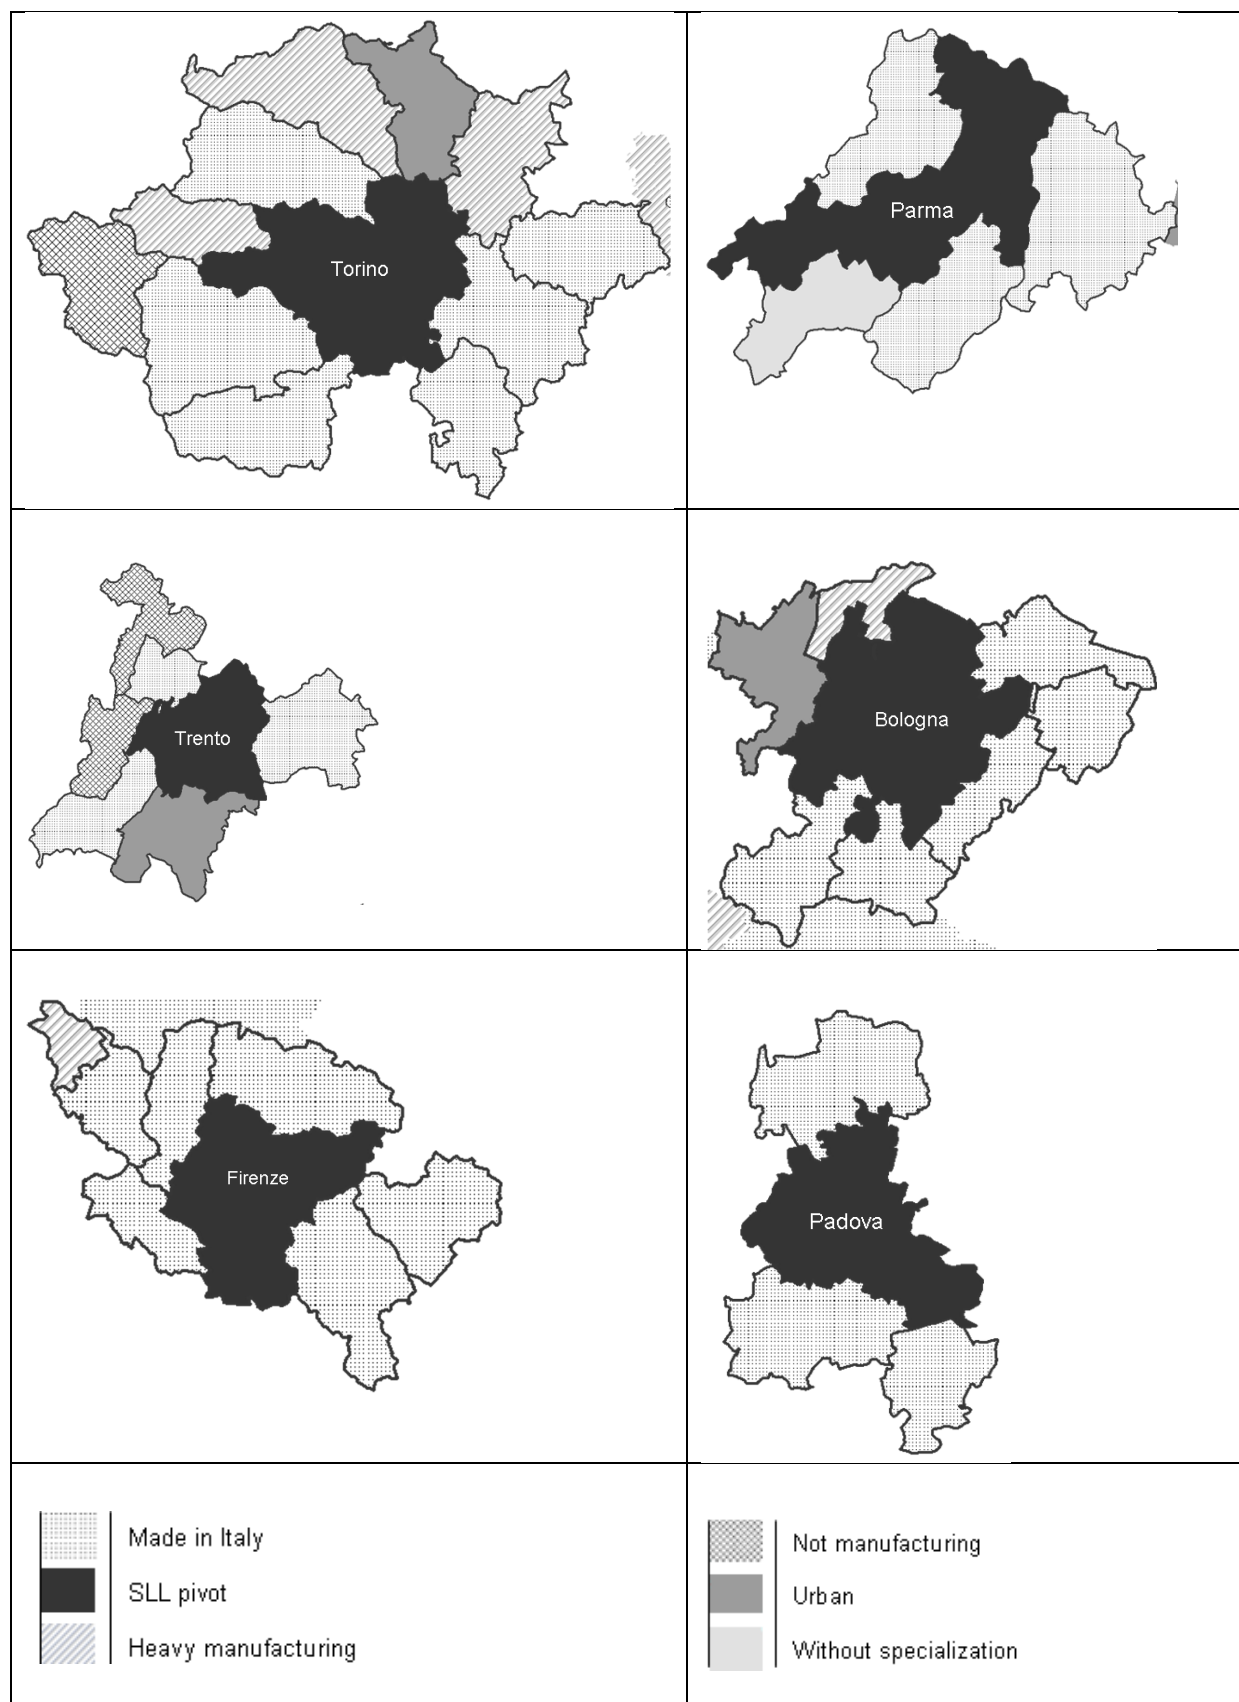 Torino
Parma
Trento
Bologna
Firenze
Padova
Made in Italy
SLL pivot
Heavy manufacturing
Not manufacturing
Urban
Without specialization